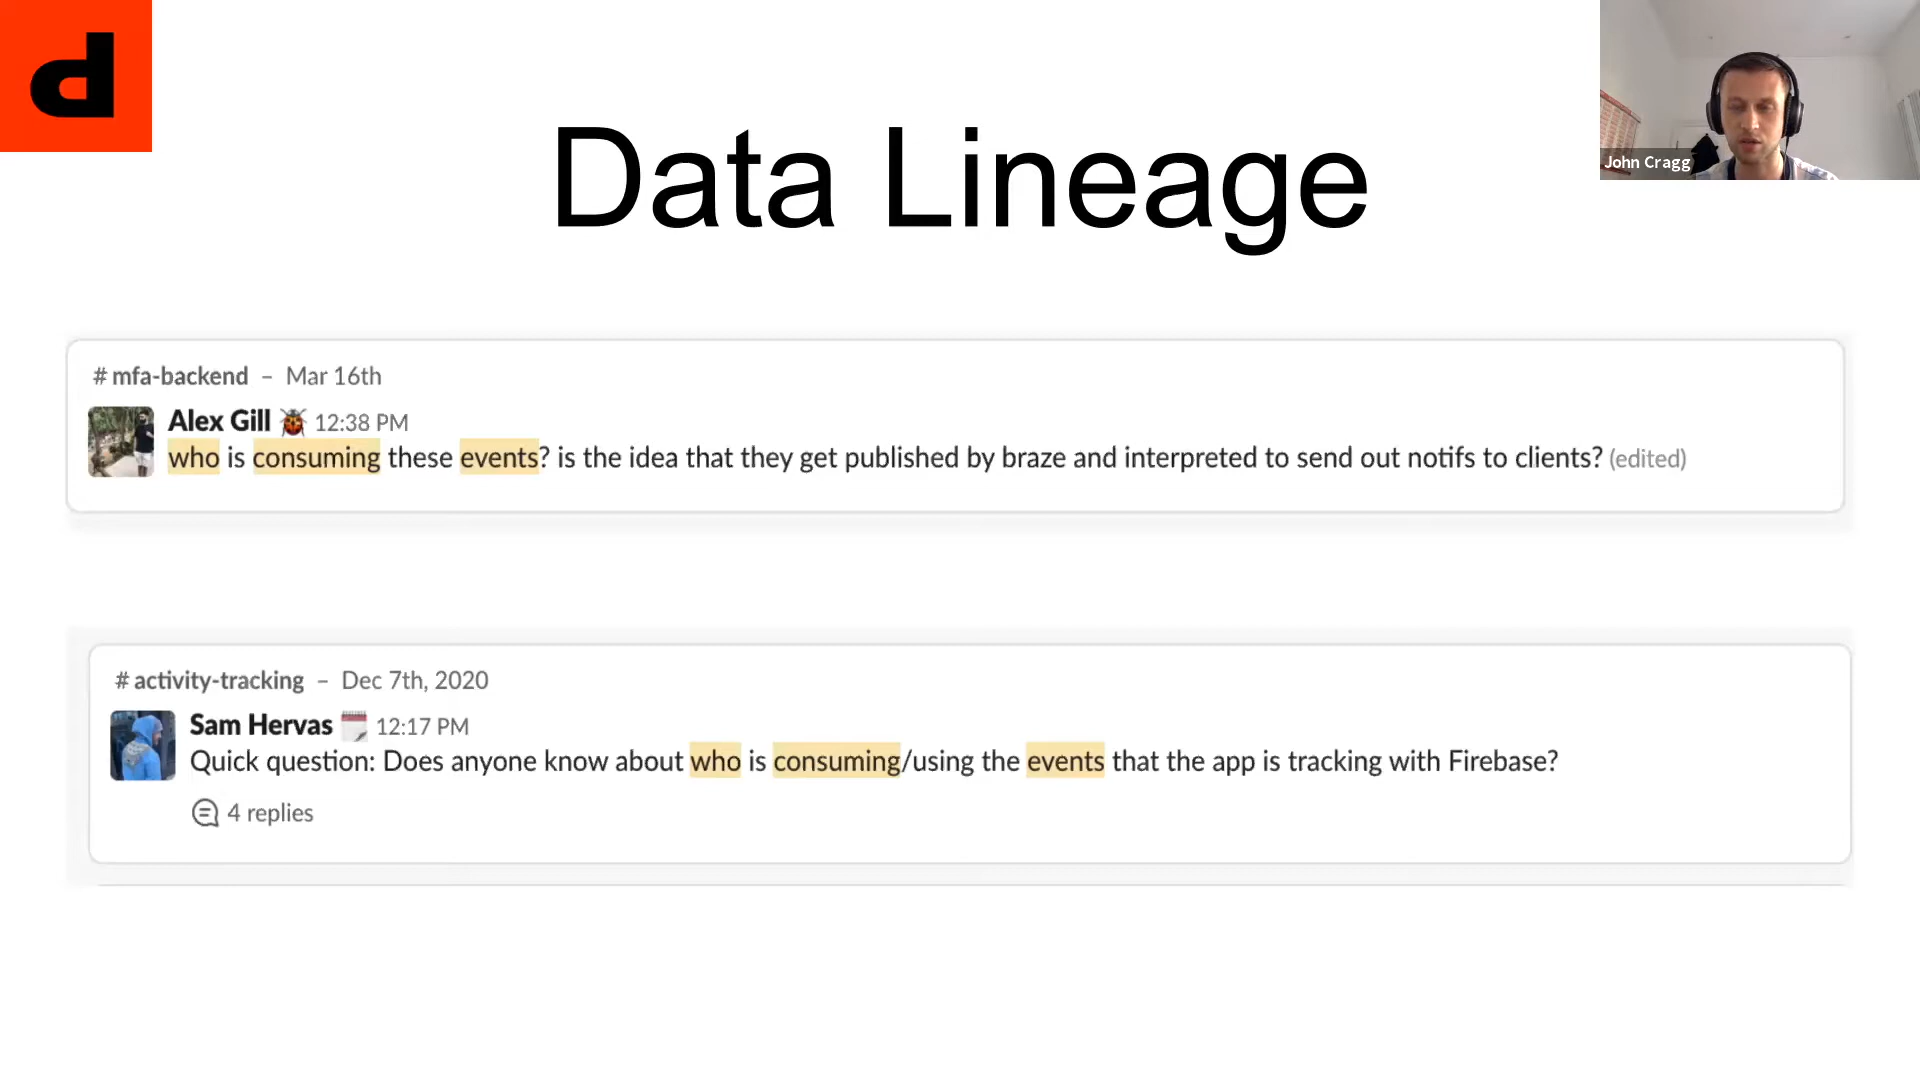 d
Data Lineage
John Cragg
# mfa-backend – Mar 16th
Alex Gill 🐞 12:38 PM
who is consuming these events? is the idea that they get published by braze and interpreted to send out notifs to clients? (edited)
# activity-tracking – Dec 7th, 2020
Sam Hervas 🗓️ 12:17 PM
Quick question: Does anyone know about who is consuming/using the events that the app is tracking with Firebase?
4 replies